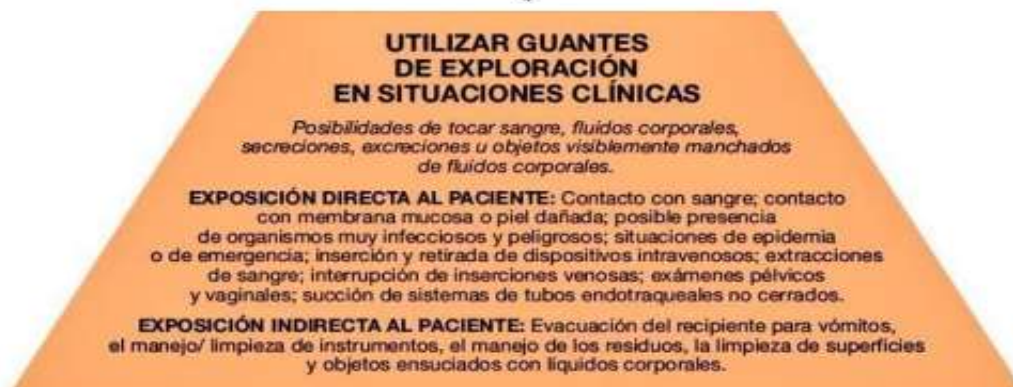 UTILIZAR GUANTES
DE EXPLORACIÓN
EN SITUACIONES CLÍNICAS
Posibilidades de tocar sangre, fluidos corporales,
secreciones, excreciones u objetos visiblemente manchados
de fluidos corporales.
EXPOSICIÓN DIRECTA AL PACIENTE: Contacto con sangre; contacto
con membrana mucosa o piel dañada; posible presencia
de organismos muy infecciosos y peligrosos; situaciones de epidemia
o de emergencia; inserción y retirada de dispositivos intravenosos; extracciones
de sangre; interrupción de inserciones venosas; exámenes pélvicos
y vaginales; succión de sistemas de tubos endotraqueales no cerrados.
EXPOSICIÓN INDIRECTA AL PACIENTE: Evacuación del recipiente para vómitos,
el manejo/ limpieza de instrumentos, el manejo de los residuos, la limpieza de superficies
y objetos ensuciados con líquidos corporales.